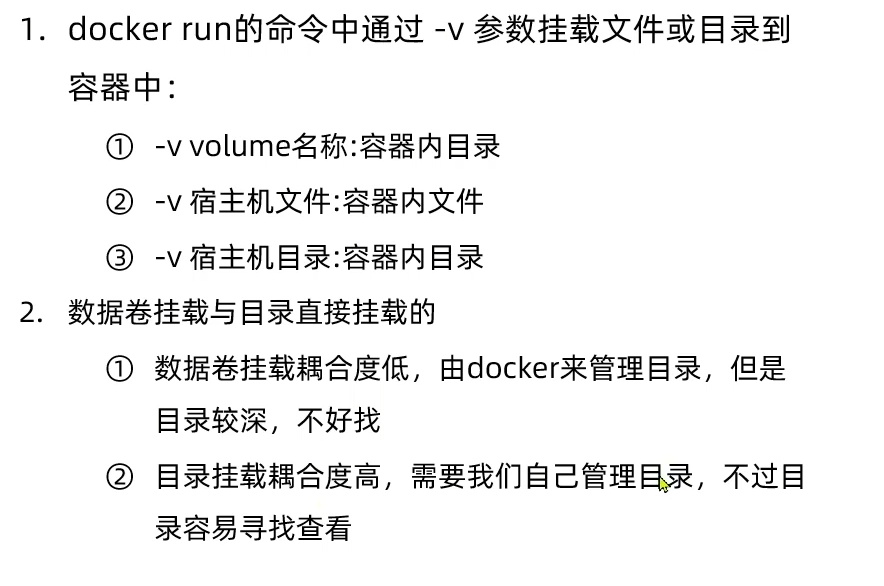 1. docker run的命令中通过 -v 参数挂载文件或目录到
容器中：
① -v volume名称:容器内目录
② -v 宿主机文件:容器内文件
③ -v 宿主机目录:容器内目录
2. 数据卷挂载与目录直接挂载的
① 数据卷挂载耦合度低，由docker来管理目录，但是
目录较深，不好找
② 目录挂载耦合度高，需要我们自己管理目录，不过目
录容易寻找查看